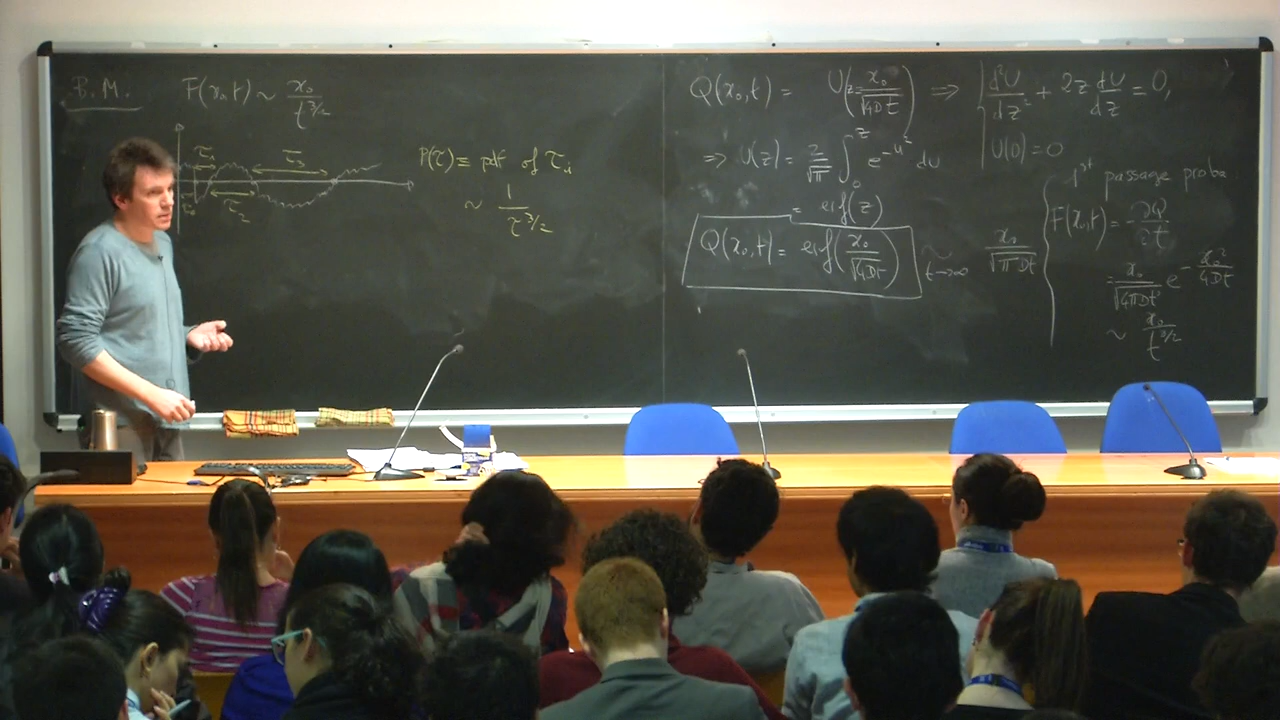 B.M. F(x₀,t) ~ x₀/t^{3/2}
τ₁ τ₃
τ₀ τ₂
P(τ) ≡ pdf of τᵢ
~ 1/τ^{3/2}
Q(x₀,t) = U(z = x₀/√4Dt) ⟹ d²U/dz² + 2z dU/dz = 0,
U(0) = 0
⟹ U(z) = 2/√π ∫₀^z e^{-u²} du
= erf(z)
Q(x₀,t) = erf(x₀/√4Dt) ~ t→∞ x₀/√πDt
1st passage proba
F(x₀,t) = -∂Q/∂t
= x₀/√4πDt e^{-x₀²/4Dt}
~ x₀/t^{3/2}